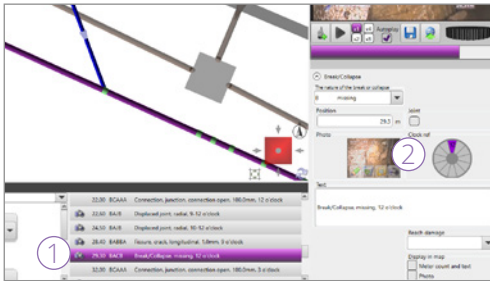 Autoplay
Break/Collapse
The nature of the break or collapse
B missing
Position
Joint
29,3 m
Photo
Clock ref
2
Text
Break/Collapse, missing, 12 o'clock
Reach damage
Display in map
Meter count and text
Photo
1
22,00 BCAAA Connection, junction, connection open, 100,0mm, 12 o'clock
22,60 BAJB Displaced joint, radial, 9-12 o'clock
24,50 BAJB Displaced joint, radial, 10-12 o'clock
28,40 BABBA Fissure, crack, longitudinal, 1,0mm, 3 o'clock
29,30 BACB Break/Collapse, missing, 12 o'clock
32,00 BCAAA Connection, junction, connection open, 100,0mm, 3 o'clock